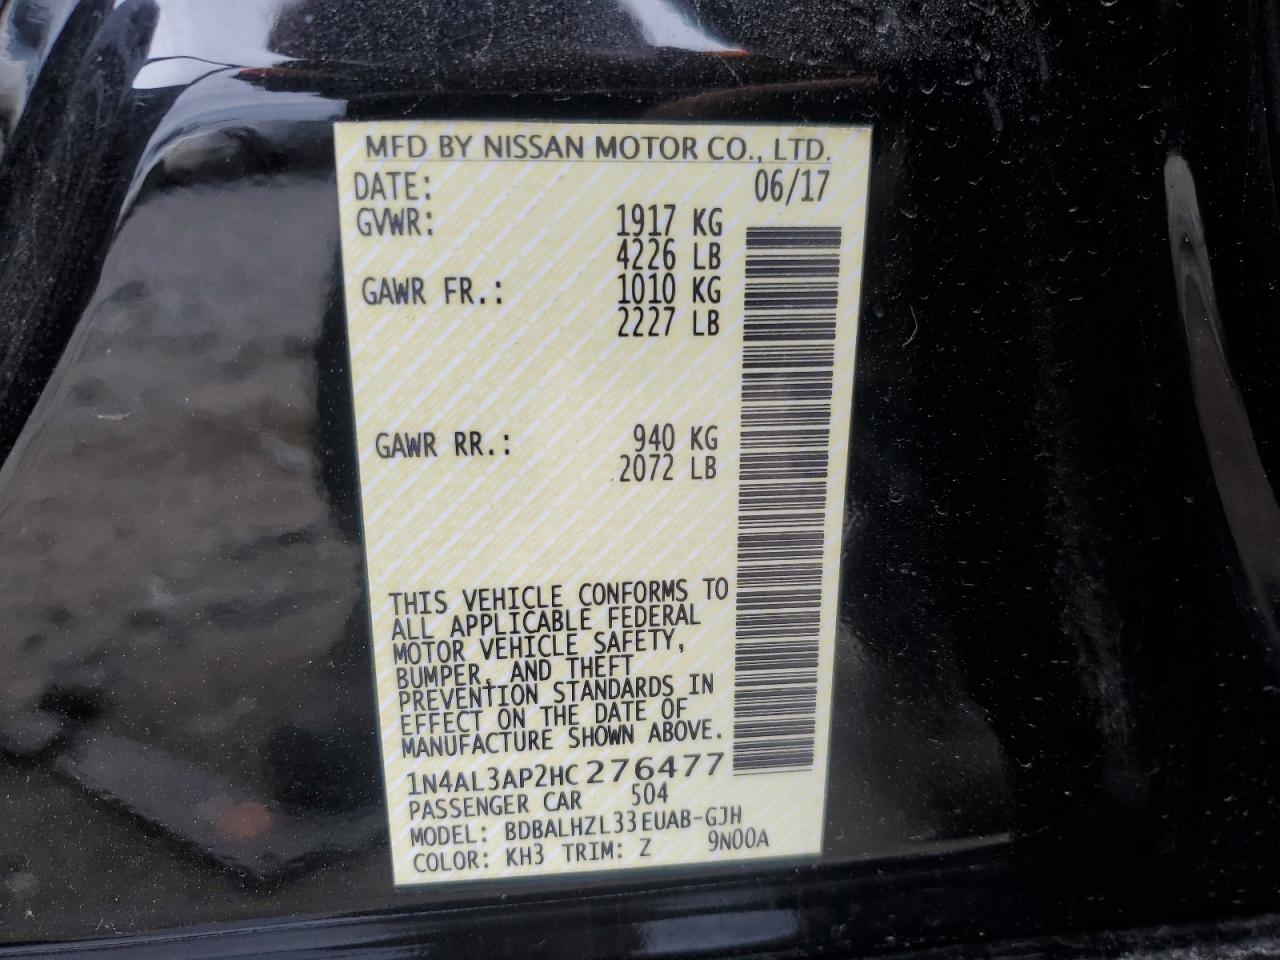 MFD BY NISSAN MOTOR CO., LTD.
DATE: 06/17
GVWR: 1917 KG
4226 LB
GAWR FR.: 1010 KG
2227 LB
GAWR RR.: 940 KG
2072 LB
THIS VEHICLE CONFORMS TO
ALL APPLICABLE FEDERAL
MOTOR VEHICLE SAFETY,
BUMPER, AND THEFT
PREVENTION STANDARDS IN
EFFECT ON THE DATE OF
MANUFACTURE SHOWN ABOVE.
1N4AL3AP2HC276477
PASSENGER CAR 504
MODEL: BDBALHZL33EUAB-GJH
COLOR: KH3 TRIM: Z 9N00A